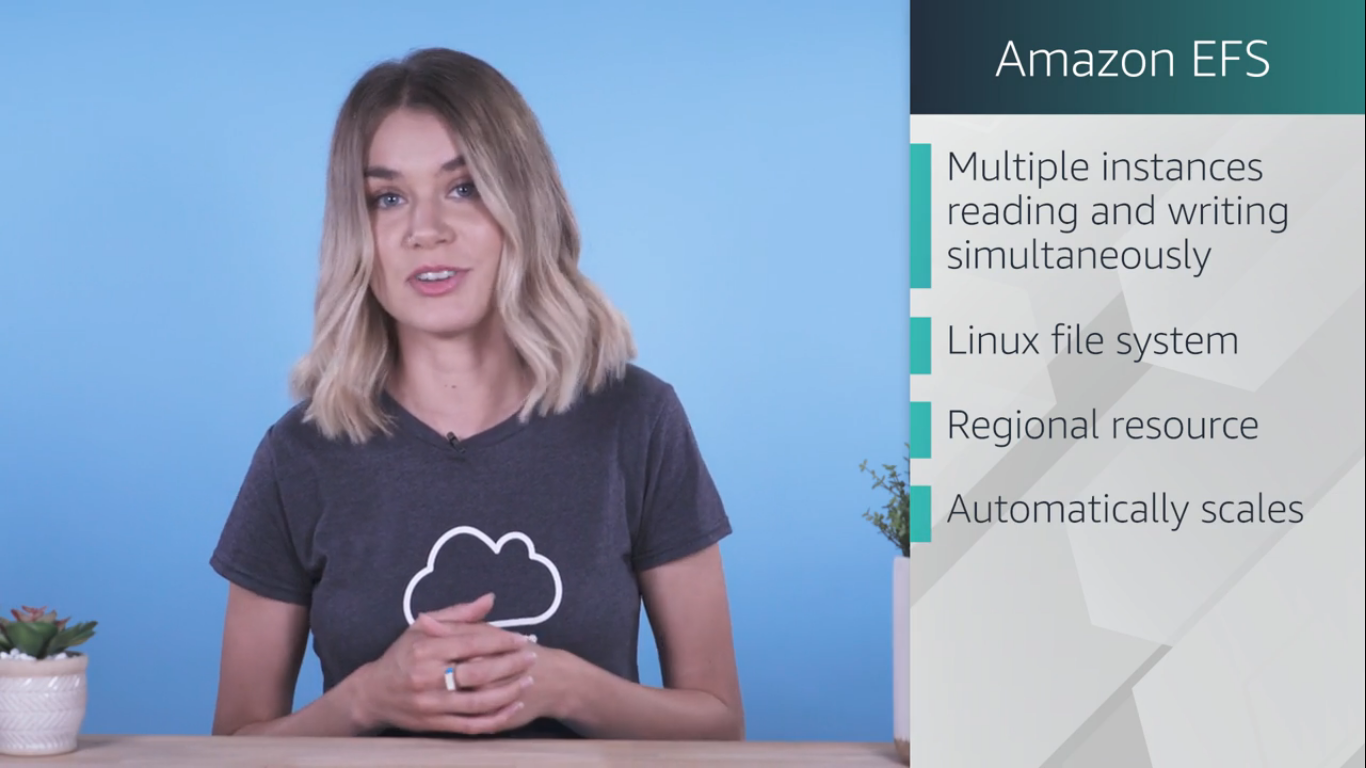 Amazon EFS
Multiple instances
reading and writing
simultaneously
Linux file system
Regional resource
Automatically scales